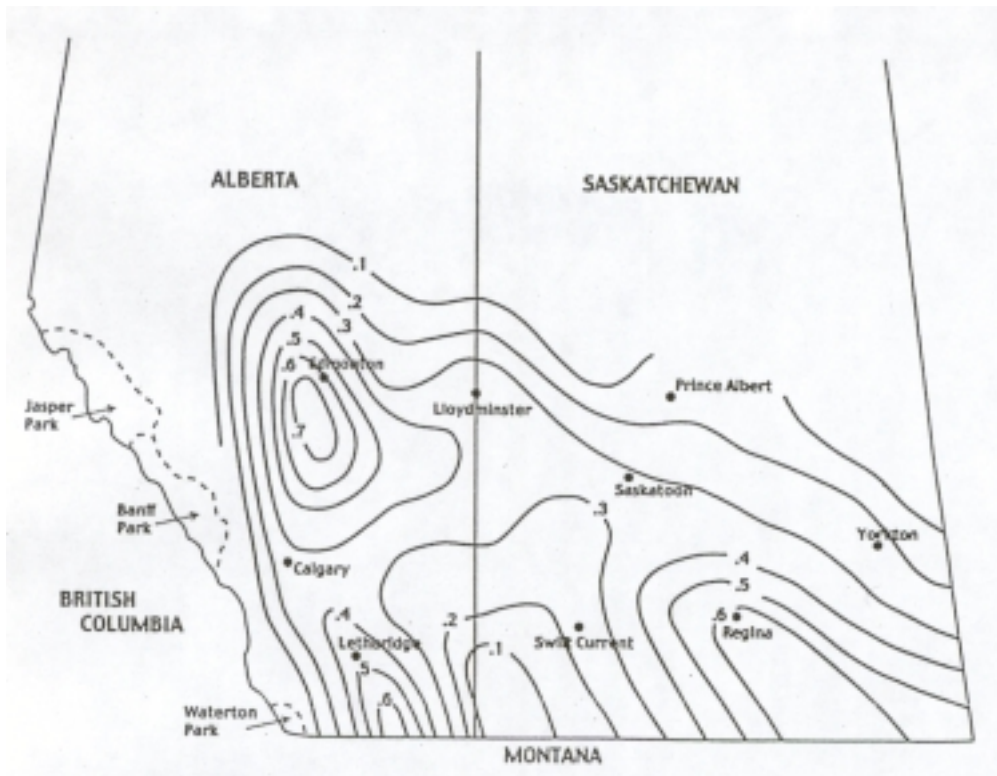 ALBERTA
SASKATCHEWAN
.1
.2
.3
.4
.5
.6
Edmonton
.7
Lloydminster
Prince Albert
Jasper
Park
Saskatoon
.3
Banff
Park
Yorkton
Calgary
.4
.5
BRITISH
COLUMBIA
.4
.2
.6
Lethbridge
Swift Current
Regina
.1
.5
.6
Waterton
Park
MONTANA